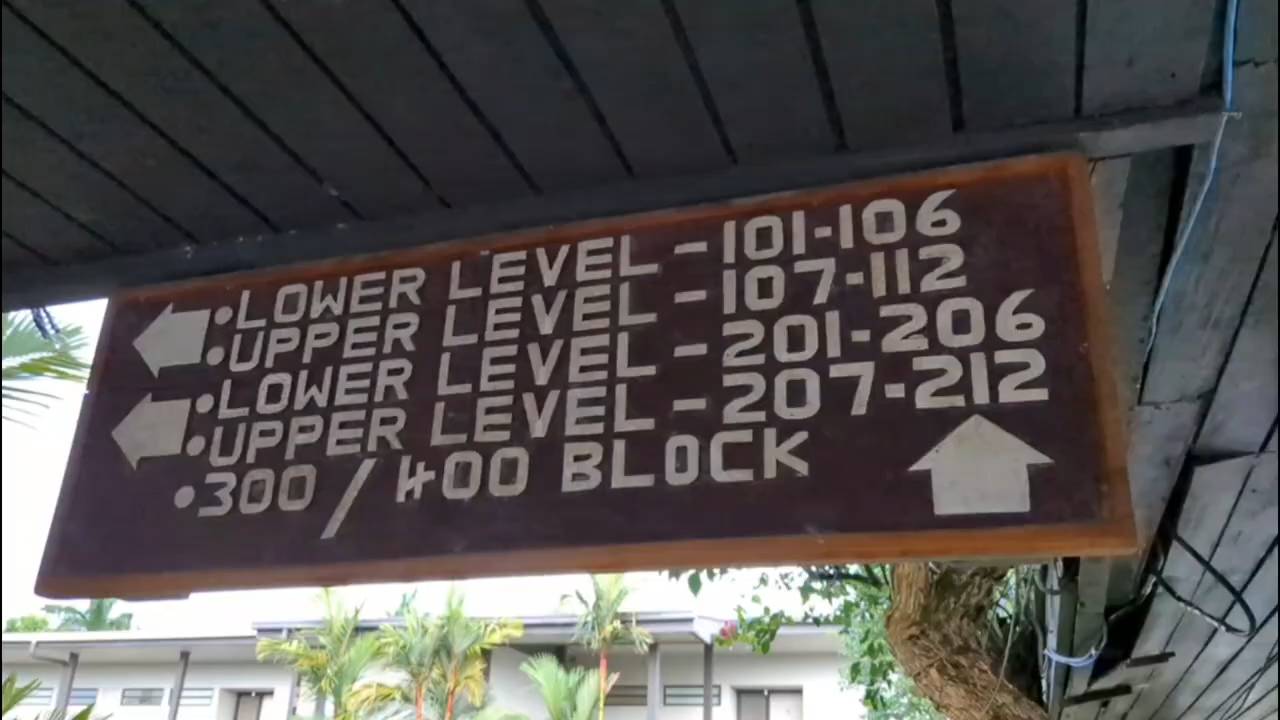 •LOWER LEVEL - 101-106
•UPPER LEVEL - 107-112
•LOWER LEVEL - 201-206
•UPPER LEVEL - 207-212
•300 / 400 BLOCK